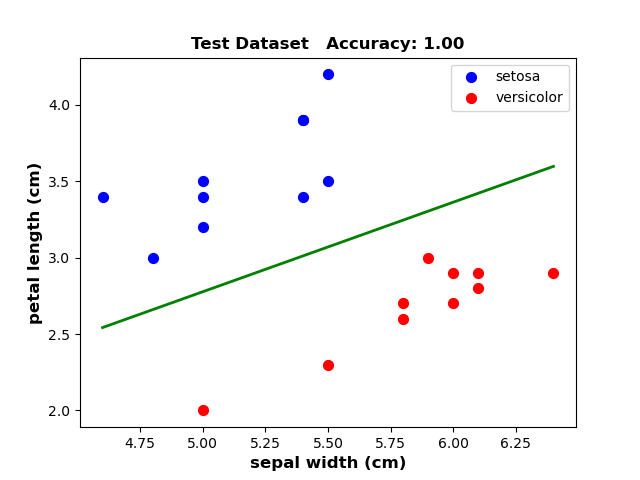 Test Dataset   Accuracy: 1.00
setosa
versicolor
petal length (cm)
4.0
3.5
3.0
2.5
2.0
4.75 5.00 5.25 5.50 5.75 6.00 6.25
sepal width (cm)